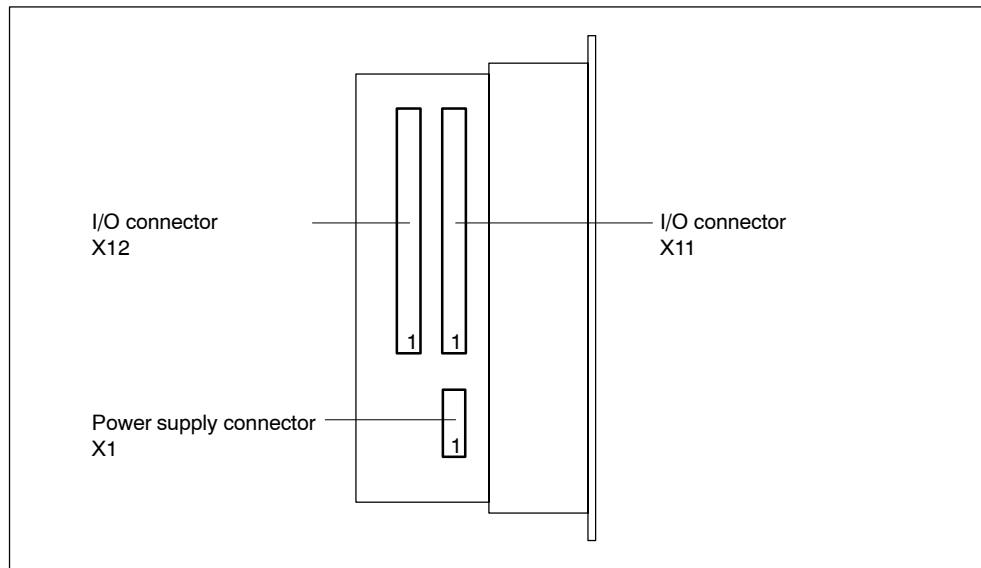 I/O connector
X12
I/O connector
X11
1
1
Power supply connector
X1
1